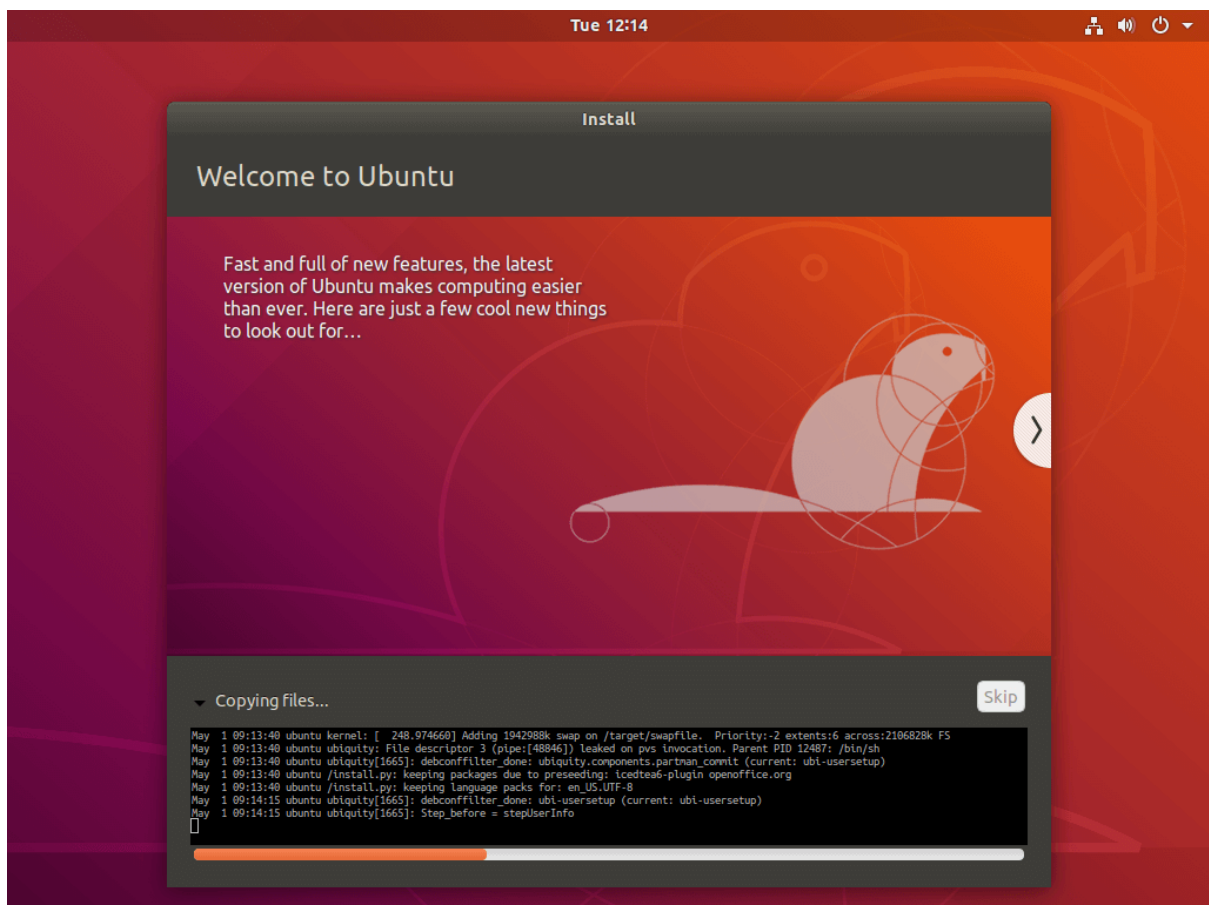 Tue 12:14
Install
Welcome to Ubuntu
Fast and full of new features, the latest
version of Ubuntu makes computing easier
than ever. Here are just a few cool new things
to look out for…
Copying files...
Skip
May  1 09:13:40 ubuntu kernel: [  248.974660] Adding 1942988k swap on /target/swapfile.  Priority:-2 extents:6 across:2106828k FS
May  1 09:13:40 ubuntu ubiquity: File descriptor 3 (pipe:[48846]) leaked on pvs invocation. Parent PID 12487: /bin/sh
May  1 09:13:40 ubuntu ubiquity[1665]: debconffilter_done: ubiquity.components.partman_commit (current: ubi-usersetup)
May  1 09:13:40 ubuntu /install.py: keeping packages due to preseeding: icedtea6-plugin openoffice.org
May  1 09:13:40 ubuntu /install.py: keeping language packs for: en_US.UTF-8
May  1 09:14:15 ubuntu ubiquity[1665]: debconffilter_done: ubi-usersetup (current: ubi-usersetup)
May  1 09:14:15 ubuntu ubiquity[1665]: Step_before = stepUserInfo